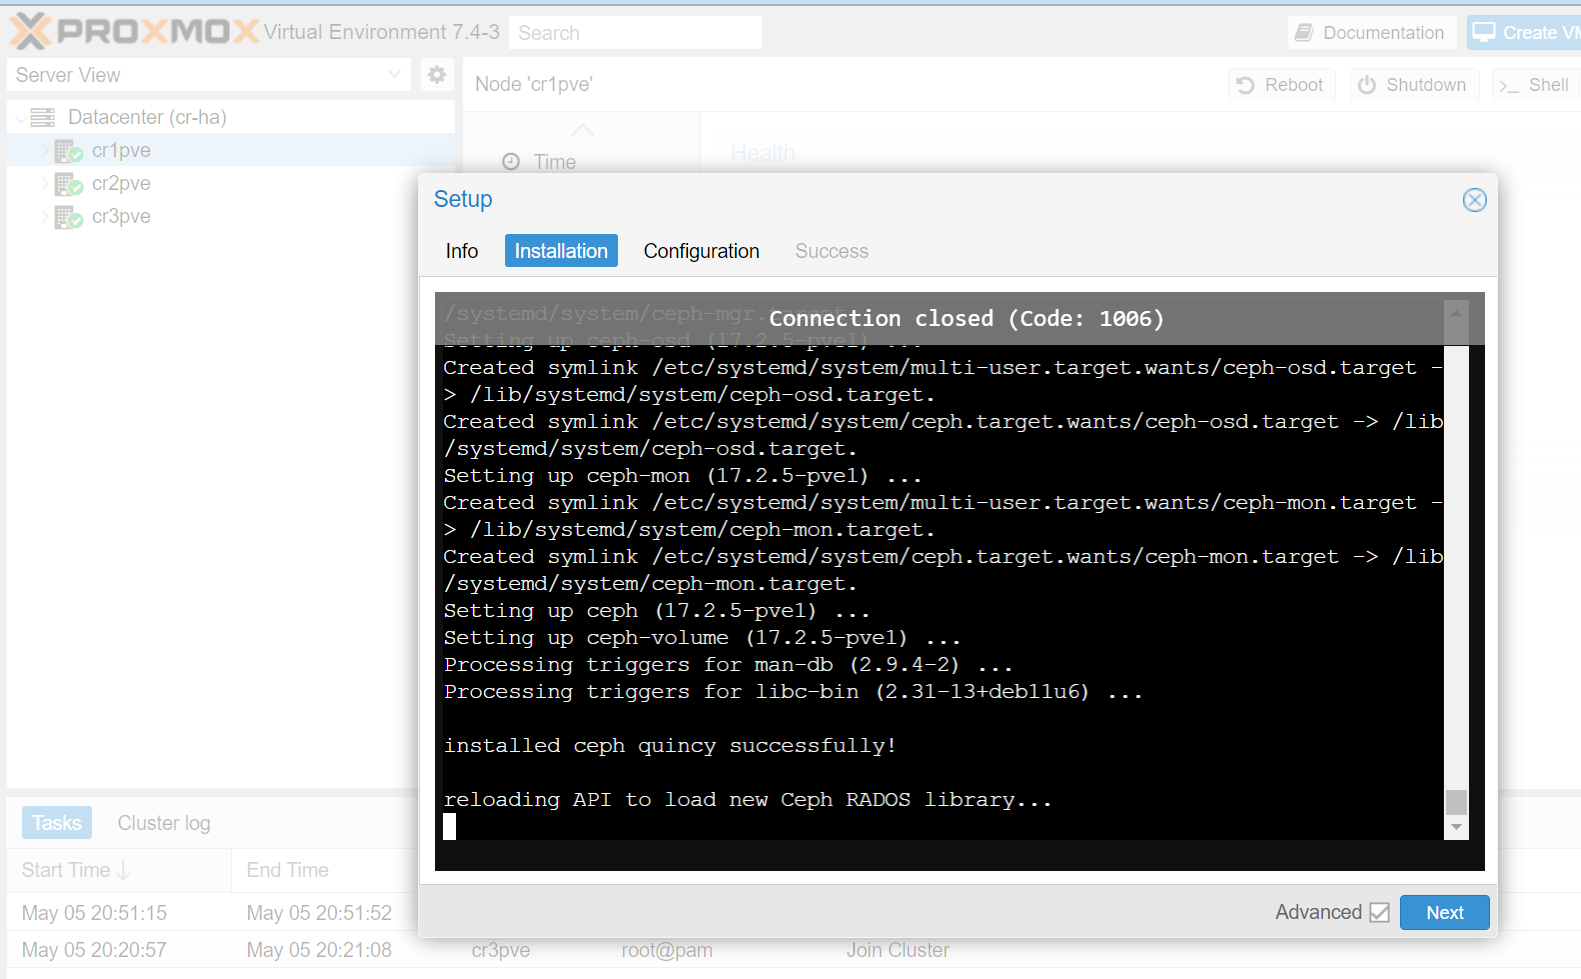 PROXMOX Virtual Environment 7.4-3 Search Documentation Create VM
Server View
Node 'cr1pve' Reboot Shutdown >_ Shell
Datacenter (cr-ha)
cr1pve
cr2pve
cr3pve
Time
Health
Setup
Info Installation Configuration Success
Connection closed (Code: 1006)
/systemd/system/ceph-mgr.target.
Setting up ceph-osd (17.2.5-pve1) ...
Created symlink /etc/systemd/system/multi-user.target.wants/ceph-osd.target -
> /lib/systemd/system/ceph-osd.target.
Created symlink /etc/systemd/system/ceph.target.wants/ceph-osd.target -> /lib
/systemd/system/ceph-osd.target.
Setting up ceph-mon (17.2.5-pve1) ...
Created symlink /etc/systemd/system/multi-user.target.wants/ceph-mon.target -
> /lib/systemd/system/ceph-mon.target.
Created symlink /etc/systemd/system/ceph.target.wants/ceph-mon.target -> /lib
/systemd/system/ceph-mon.target.
Setting up ceph (17.2.5-pve1) ...
Setting up ceph-volume (17.2.5-pve1) ...
Processing triggers for man-db (2.9.4-2) ...
Processing triggers for libc-bin (2.31-13+deb11u6) ...
installed ceph quincy successfully!
reloading API to load new Ceph RADOS library...
Advanced Next
Tasks Cluster log
Start Time End Time
May 05 20:51:15 May 05 20:51:52
May 05 20:20:57 May 05 20:21:08 cr3pve root@pam Join Cluster